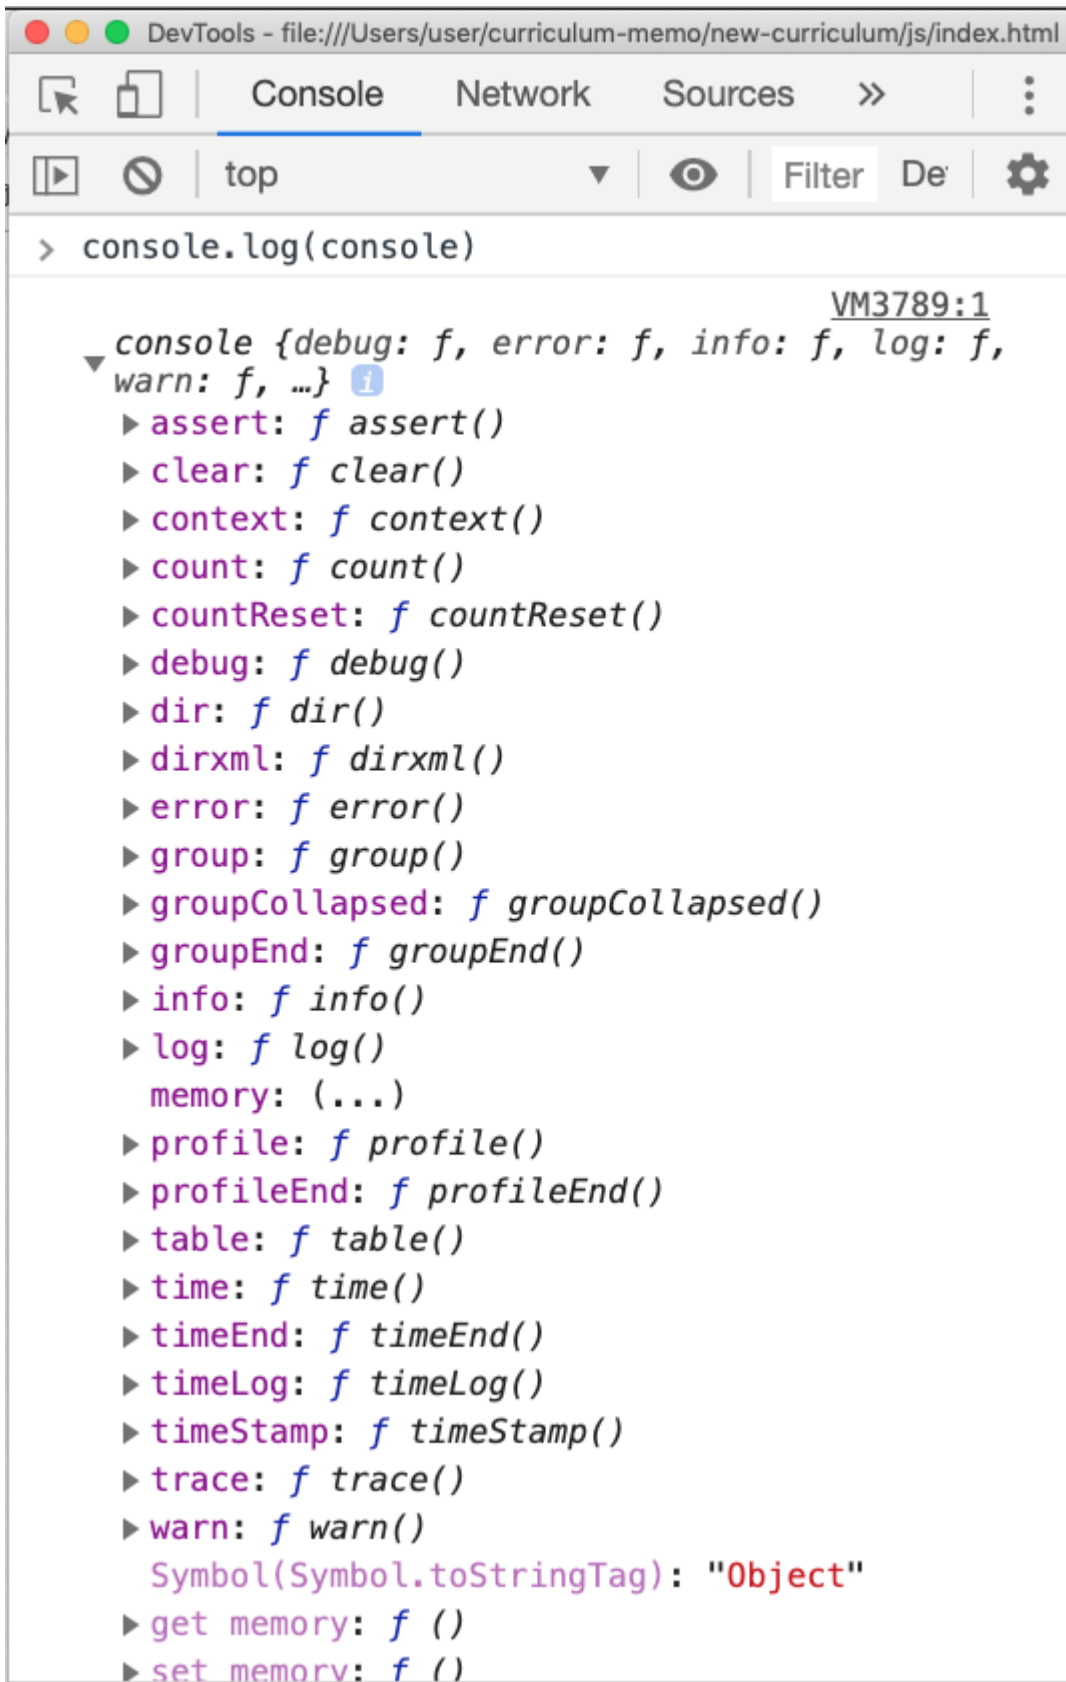 DevTools - file:///Users/user/curriculum-memo/new-curriculum/js/index.html
Console Network Sources »
top ▼ Filter De
> console.log(console)
VM3789:1
console {debug: ƒ, error: ƒ, info: ƒ, log: ƒ,
warn: ƒ, …} i
assert: ƒ assert()
clear: ƒ clear()
context: ƒ context()
count: ƒ count()
countReset: ƒ countReset()
debug: ƒ debug()
dir: ƒ dir()
dirxml: ƒ dirxml()
error: ƒ error()
group: ƒ group()
groupCollapsed: ƒ groupCollapsed()
groupEnd: ƒ groupEnd()
info: ƒ info()
log: ƒ log()
memory: (...)
profile: ƒ profile()
profileEnd: ƒ profileEnd()
table: ƒ table()
time: ƒ time()
timeEnd: ƒ timeEnd()
timeLog: ƒ timeLog()
timeStamp: ƒ timeStamp()
trace: ƒ trace()
warn: ƒ warn()
Symbol(Symbol.toStringTag): "Object"
get memory: ƒ ()
set memory: ƒ ()